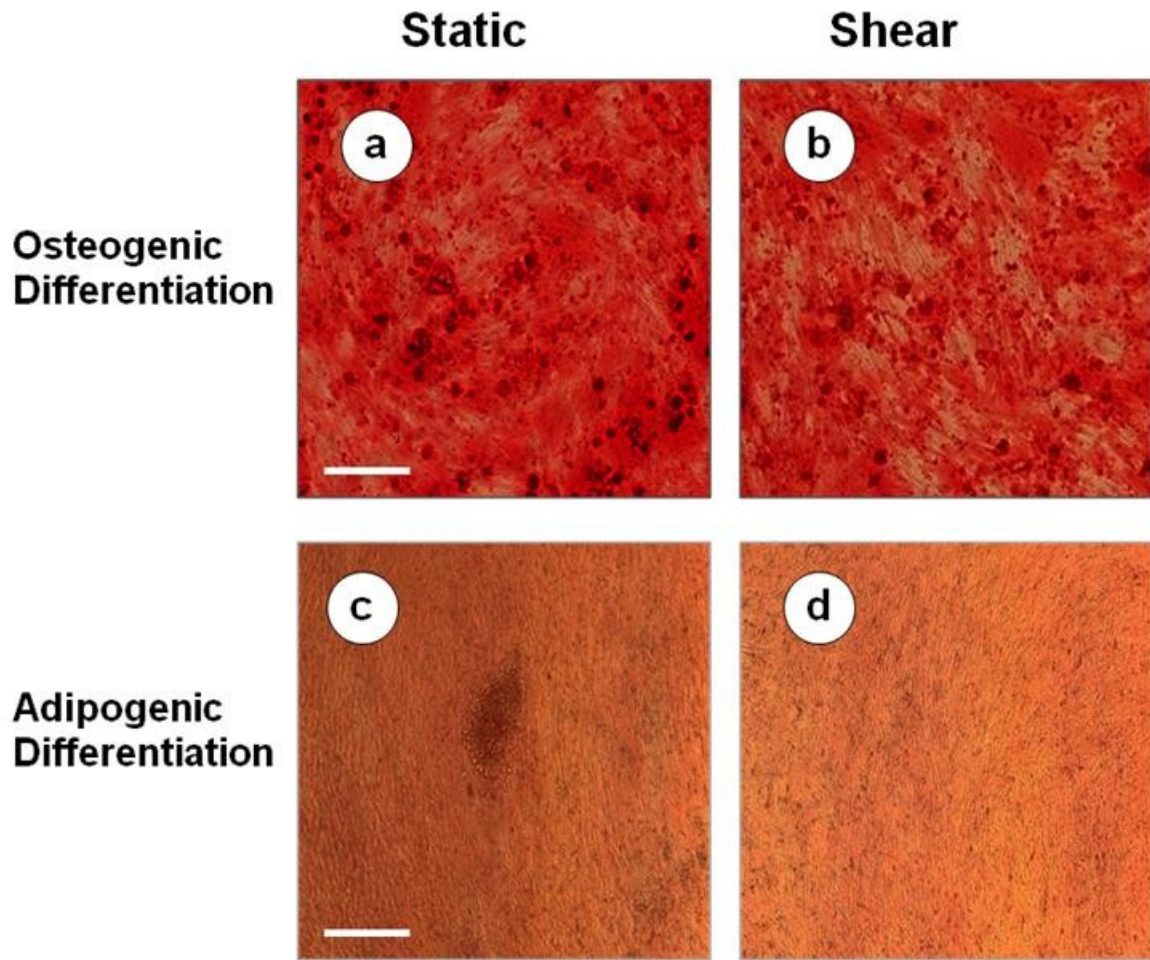 Static
Shear
a
b
Osteogenic
Differentiation
c
d
Adipogenic
Differentiation